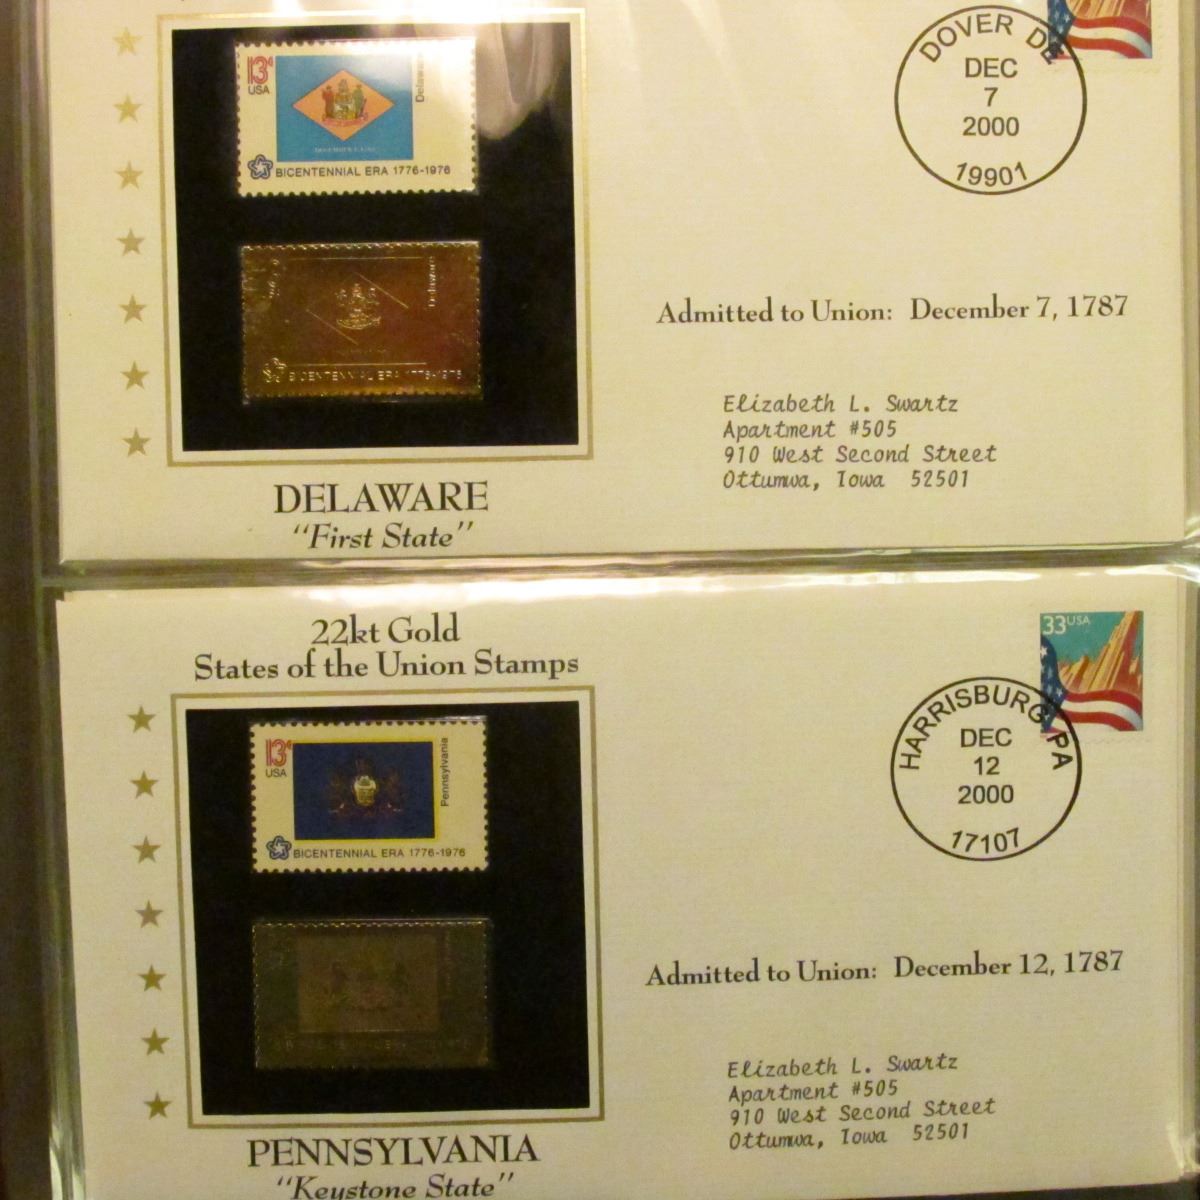 13¢
USA
Delaware
DECEMBER 7, 1787
BICENTENNIAL ERA 1776-1976
Delaware
BICENTENNIAL ERA 1776-1976
DELAWARE
"First State"
DOVER DE
DEC
7
2000
19901
Admitted to Union: December 7, 1787
Elizabeth L. Swartz
Apartment #505
910 West Second Street
Ottumwa, Iowa 52501
22kt Gold
States of the Union Stamps
13¢
USA
Pennsylvania
BICENTENNIAL ERA 1776-1976
PENNSYLVANIA
"Keystone State"
33USA
HARRISBURG PA
DEC
12
2000
17107
Admitted to Union: December 12, 1787
Elizabeth L. Swartz
Apartment #505
910 West Second Street
Ottumwa, Iowa 52501